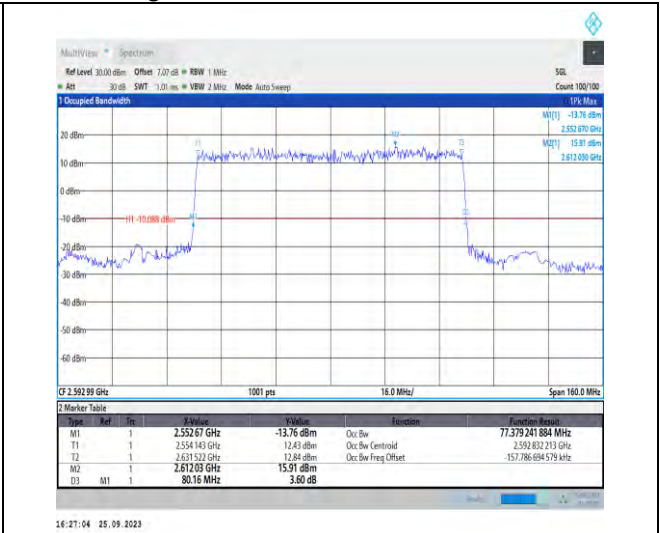 MultiView Spectrum
Ref Level 30.00 dBm Offset 7.07 dB RBW 1 MHz SGL
Att 30 dB SWT 1.01 ms VBW 2 MHz Mode Auto Sweep Count 100/100
1 Occupied Bandwidth 1Pk Max
M1[1] -13.76 dBm
2.552 670 GHz
M2[1] 15.91 dBm
2.612 030 GHz
20 dBm
10 dBm
0 dBm
-10 dBm
H1 -10.088 dBm
-20 dBm
-30 dBm
-40 dBm
-50 dBm
-60 dBm
T1
M2
T2
M1
D3
CF 2.592 99 GHz 1001 pts 16.0 MHz/ Span 160.0 MHz
2 Marker Table
Type Ref Trc X-Value Y-Value Function Function Result
M1 1 2.552 67 GHz -13.76 dBm Occ Bw 77.379 241 884 MHz
T1 1 2.554 143 GHz 12.43 dBm Occ Bw Centroid 2.592 832 213 GHz
T2 1 2.631 522 GHz 12.84 dBm Occ Bw Freq Offset -157.786 694 579 kHz
M2 1 2.612 03 GHz 15.91 dBm
D3 M1 1 80.16 MHz 3.60 dB
16:27:04 25.09.2023